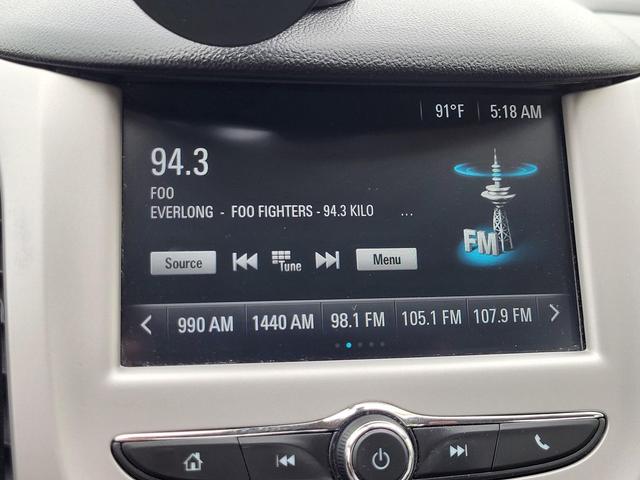 91°F 5:18 AM
94.3
FOO
EVERLONG - FOO FIGHTERS - 94.3 KILO ...
FM
Source Tune Menu
990 AM 1440 AM 98.1 FM 105.1 FM 107.9 FM